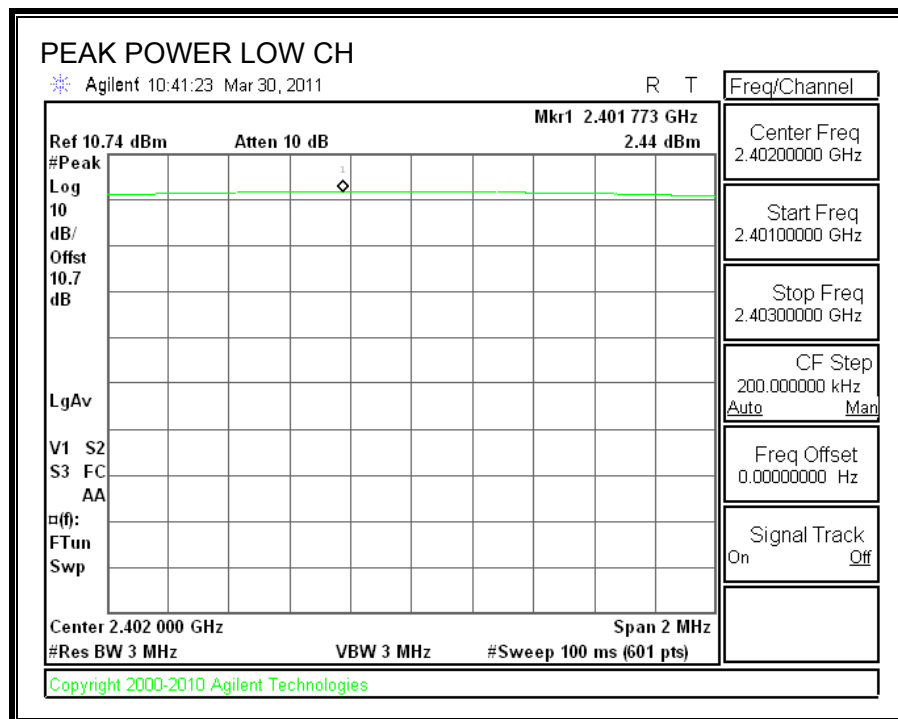 PEAK POWER LOW CH
Agilent 10:41:23 Mar 30, 2011 R T
Mkr1 2.401 773 GHz
Ref 10.74 dBm Atten 10 dB 2.44 dBm
#Peak
Log
10
dB/
Offst
10.7
dB
LgAv
V1 S2
S3 FC
AA
¤(f):
FTun
Swp
1
Center 2.402 000 GHz Span 2 MHz
#Res BW 3 MHz VBW 3 MHz #Sweep 100 ms (601 pts)
Copyright 2000-2010 Agilent Technologies
Freq/Channel
Center Freq
2.40200000 GHz
Start Freq
2.40100000 GHz
Stop Freq
2.40300000 GHz
CF Step
200.000000 kHz
Auto Man
Freq Offset
0.00000000 Hz
Signal Track
On Off